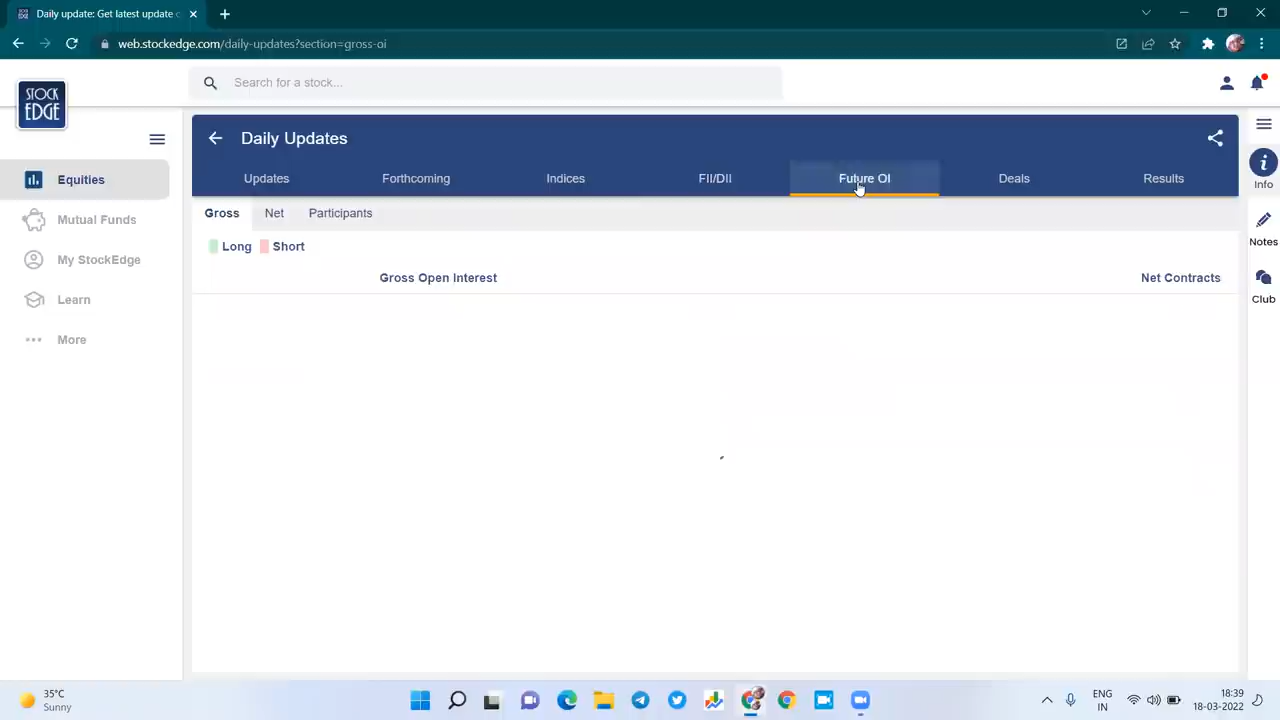 Daily update: Get latest update o
web.stockedge.com/daily-updates?section=gross-oi
STOCK
EDGE
Search for a stock...
Daily Updates
Updates Forthcoming Indices FII/DII Future OI Deals Results
Gross Net Participants
Long Short
Gross Open Interest Net Contracts
Equities
Mutual Funds
My StockEdge
Learn
More
Info
Notes
Club
35°C
Sunny
ENG
IN
18:39
18-03-2022